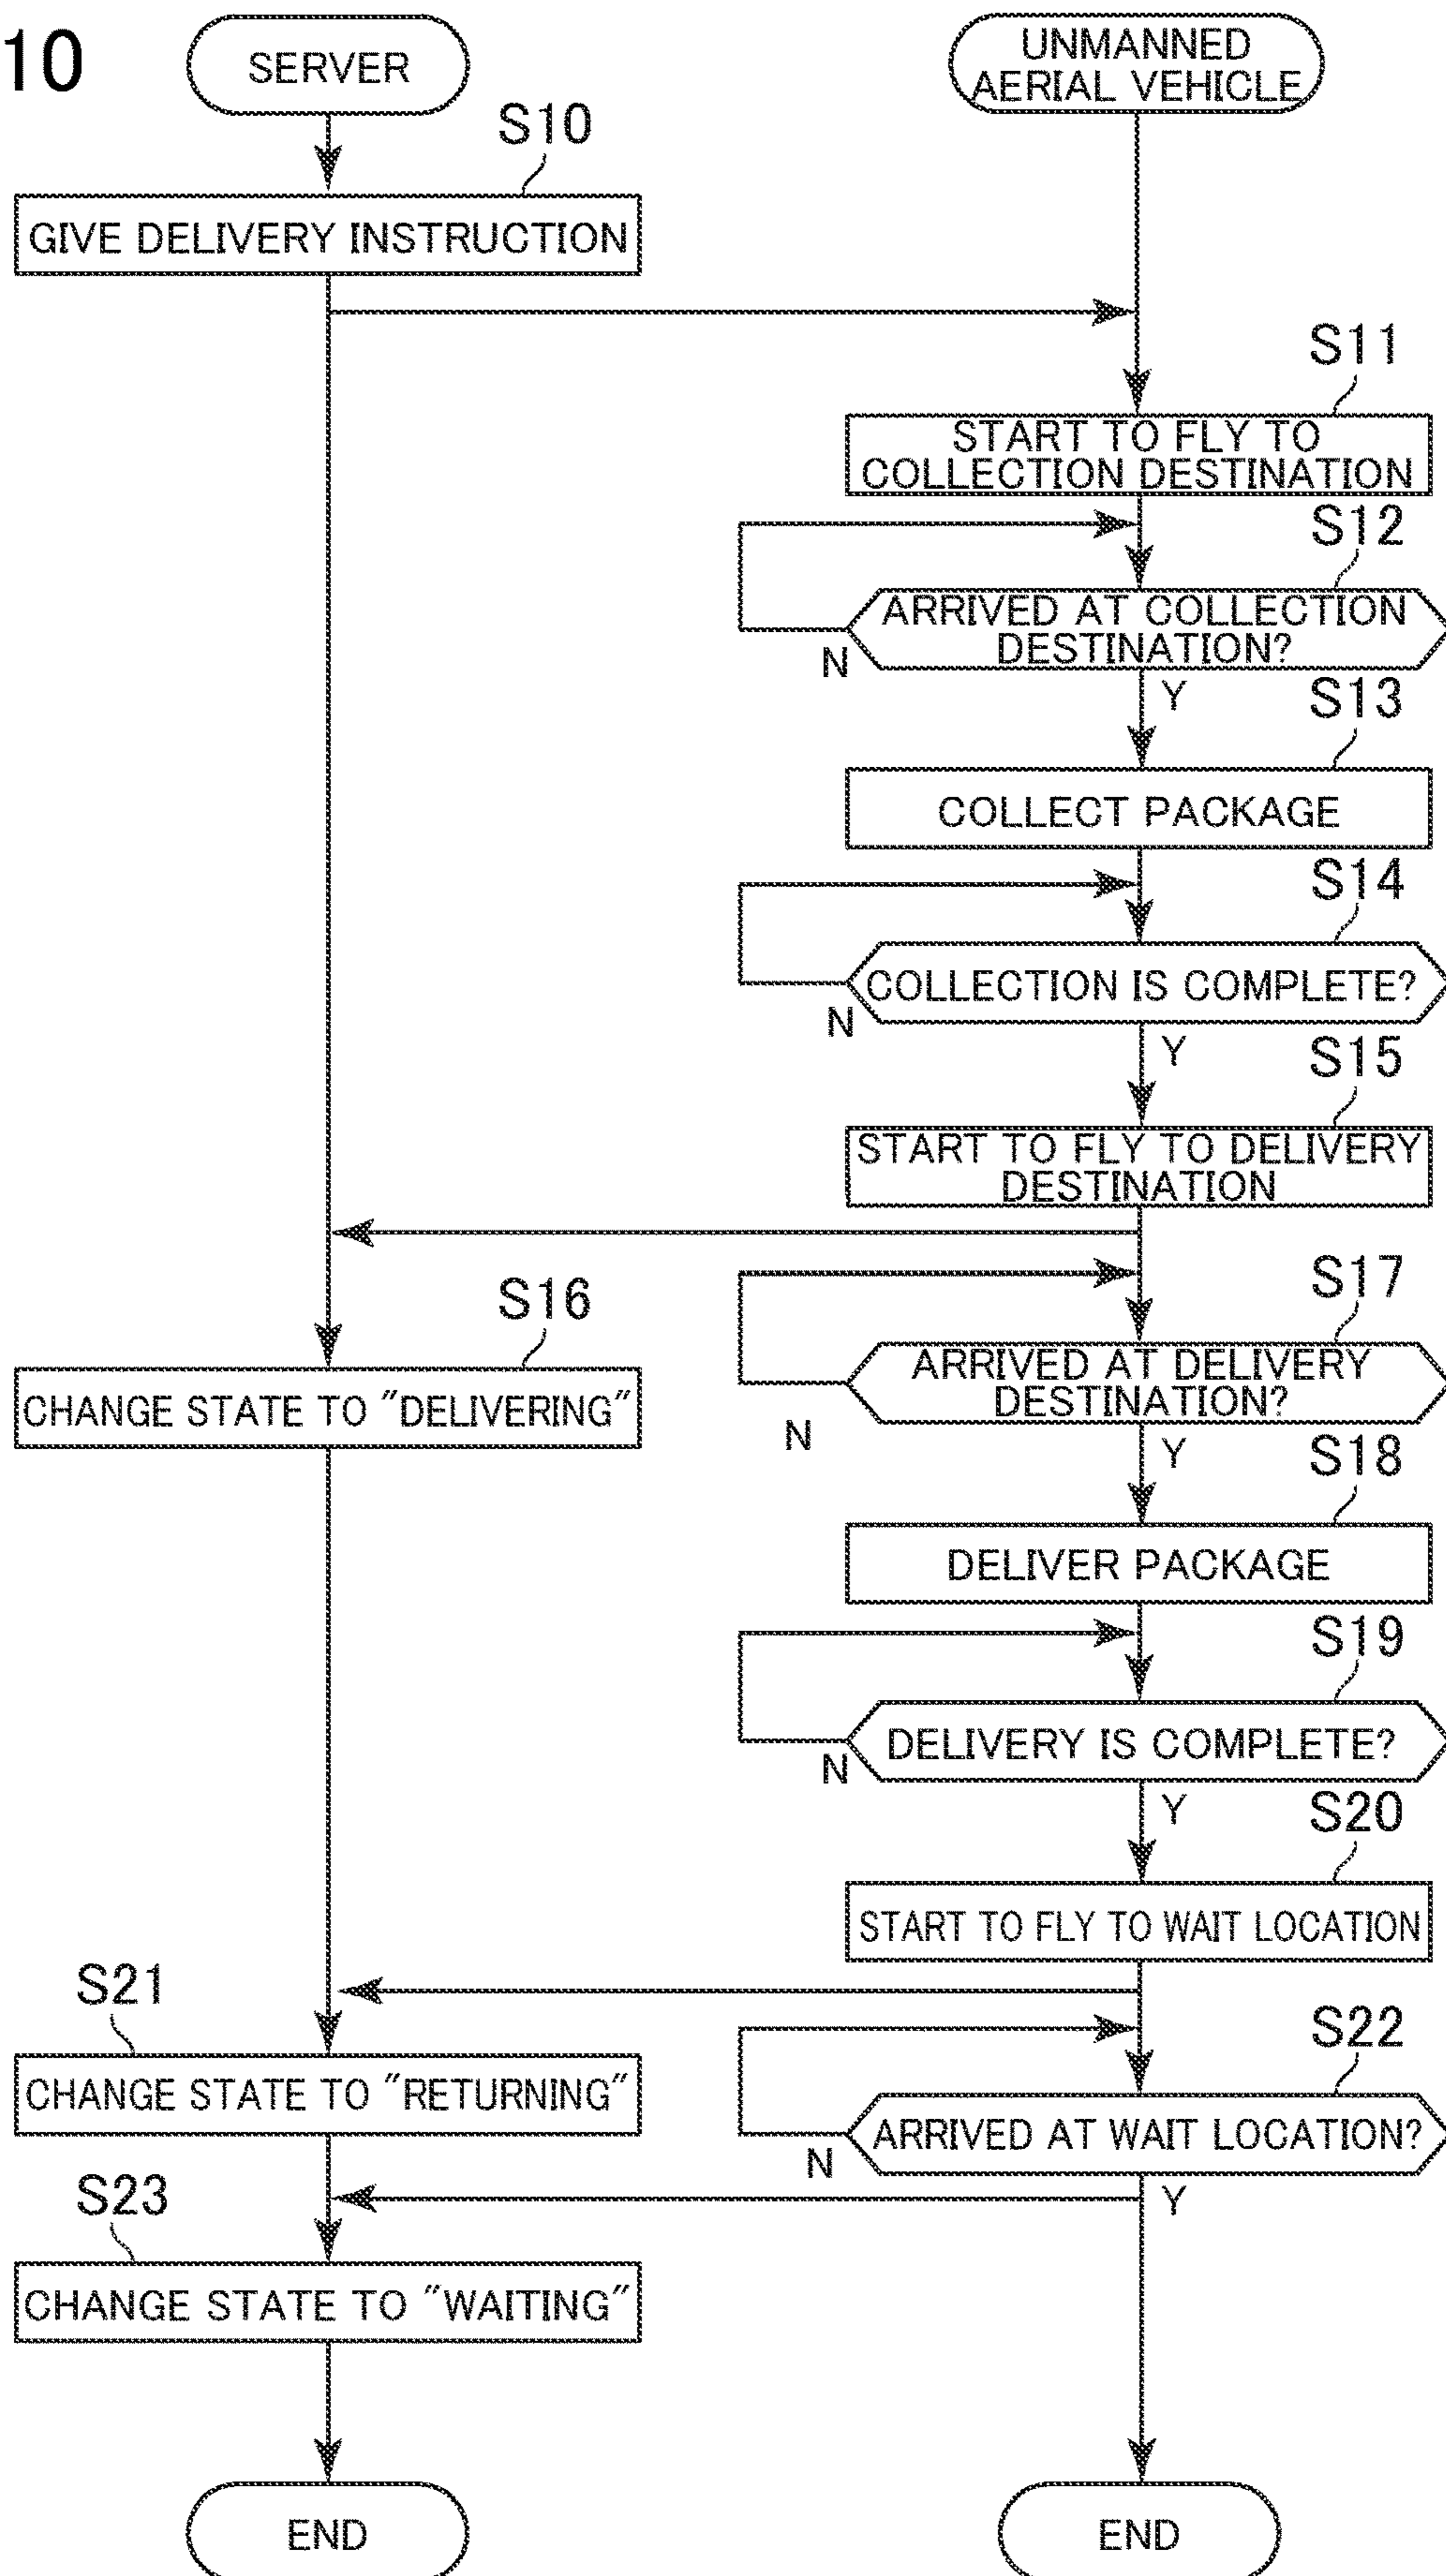 10
SERVER
UNMANNED
AERIAL VEHICLE
S10
GIVE DELIVERY INSTRUCTION
S11
START TO FLY TO
COLLECTION DESTINATION
S12
ARRIVED AT COLLECTION
DESTINATION?
N
Y
S13
COLLECT PACKAGE
S14
COLLECTION IS COMPLETE?
N
Y
S15
START TO FLY TO DELIVERY
DESTINATION
S16
CHANGE STATE TO "DELIVERING"
S17
ARRIVED AT DELIVERY
DESTINATION?
N
Y
S18
DELIVER PACKAGE
S19
DELIVERY IS COMPLETE?
N
Y
S20
START TO FLY TO WAIT LOCATION
S21
CHANGE STATE TO "RETURNING"
S22
ARRIVED AT WAIT LOCATION?
N
Y
S23
CHANGE STATE TO "WAITING"
END
END